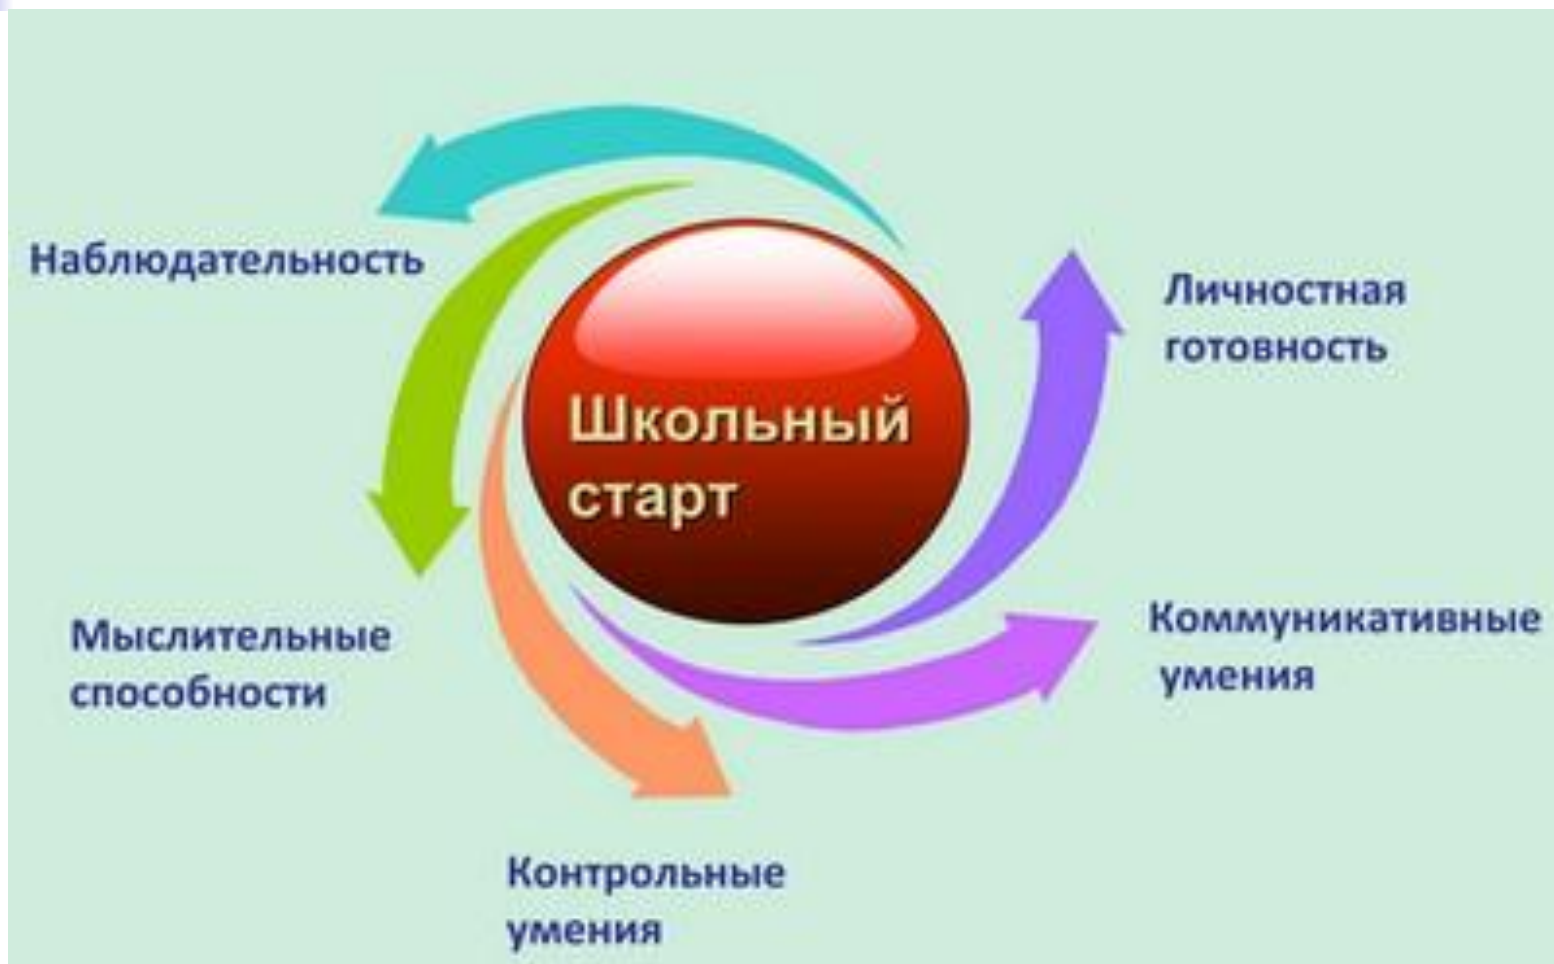 Наблюдательность
Личностная
готовность
Школьный
старт
Мыслительные
способности
Коммуникативные
умения
Контрольные
умения